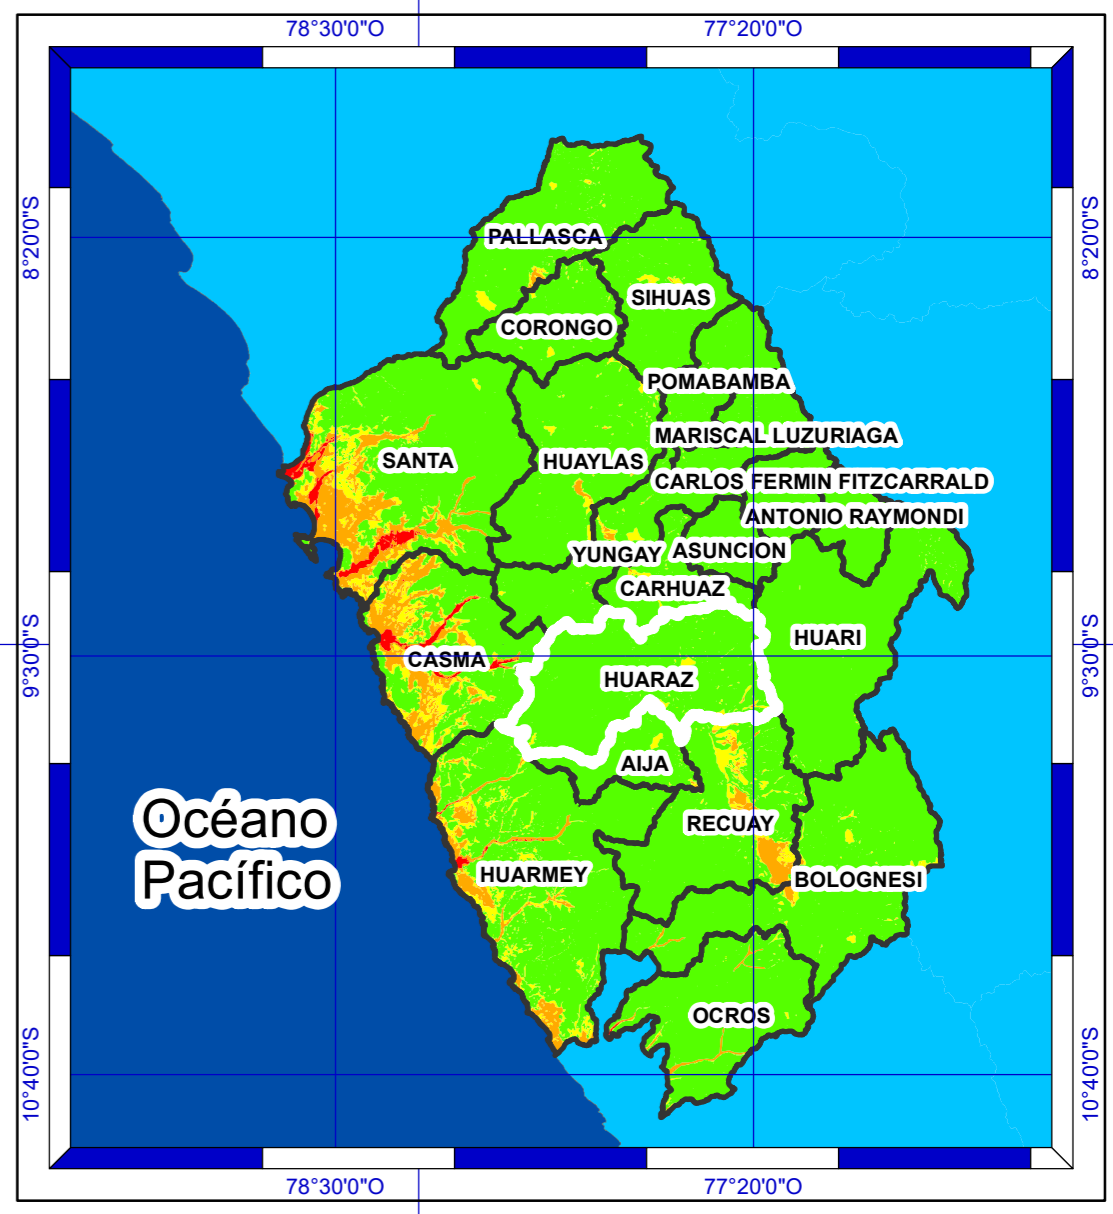 78°30'0"O
77°20'0"O
8°20'0"S
8°20'0"S
PALLASCA
SIHUAS
CORONGO
POMABAMBA
MARISCAL LUZURIAGA
SANTA
HUAYLAS
CARLOS FERMIN FITZCARRALD
ANTONIO RAYMONDI
YUNGAY
ASUNCION
CARHUAZ
HUARI
9°30'0"S
9°30'0"S
CASMA
HUARAZ
AIJA
Océano
Pacífico
RECUAY
HUARMEY
BOLOGNESI
OCROS
10°40'0"S
10°40'0"S
78°30'0"O
77°20'0"O